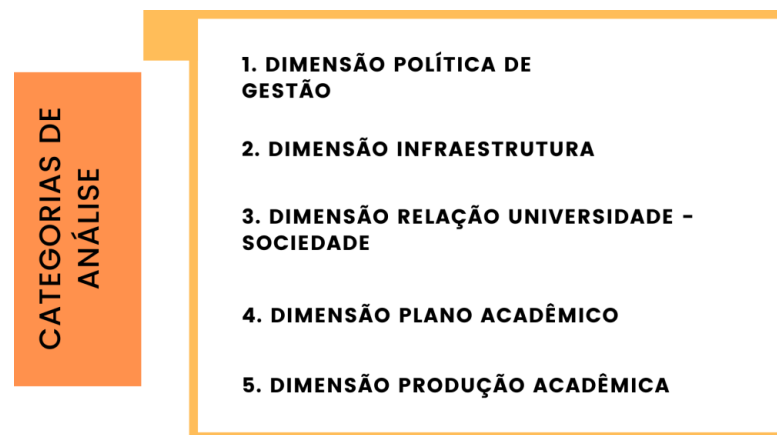 CATEGORIAS DE
ANÁLISE
1. DIMENSÃO POLÍTICA DE
GESTÃO
2. DIMENSÃO INFRAESTRUTURA
3. DIMENSÃO RELAÇÃO UNIVERSIDADE -
SOCIEDADE
4. DIMENSÃO PLANO ACADÊMICO
5. DIMENSÃO PRODUÇÃO ACADÊMICA